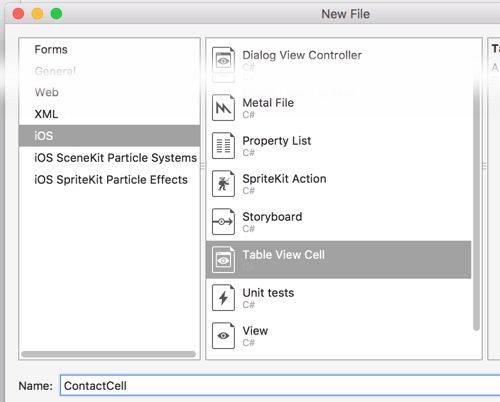 New File
Forms
General
Web
XML
iOS
iOS SceneKit Particle Systems
iOS SpriteKit Particle Effects
Dialog View Controller
C#
Metal File
C#
Property List
C#
SpriteKit Action
C#
Storyboard
C#
Table View Cell
C#
Unit tests
C#
View
C#
Name: ContactCell